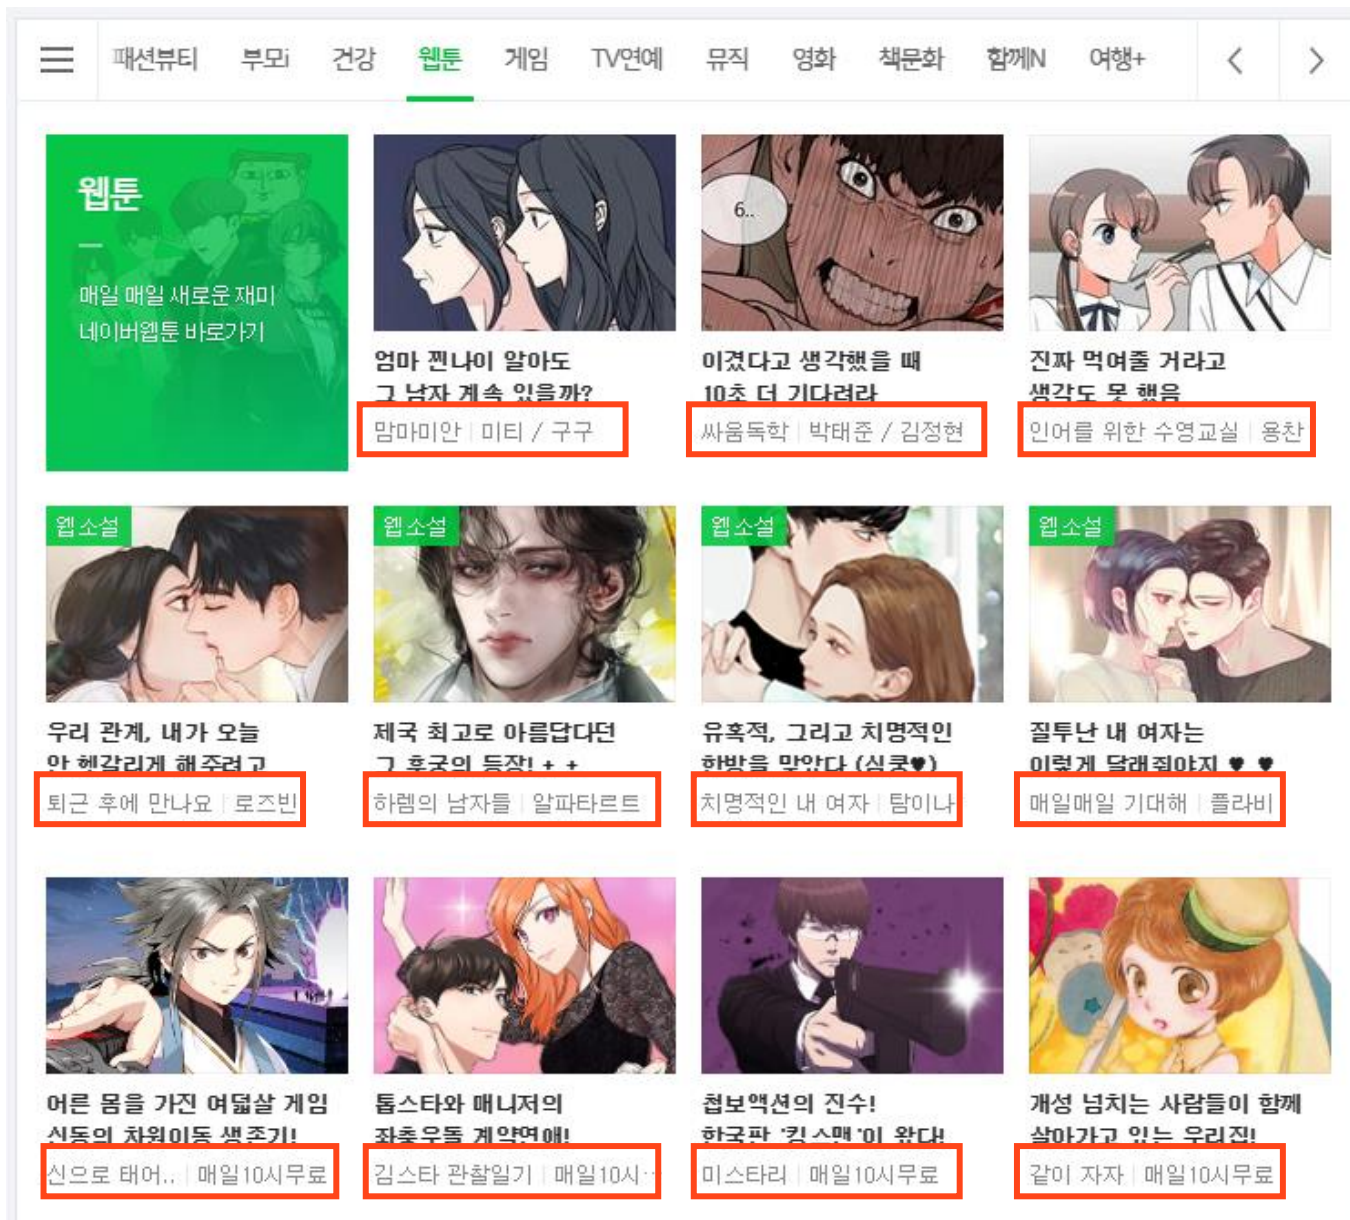 패션뷰티 부모i 건강 웹툰 게임 TV연예 뮤직 영화 책문화 함께N 여행+
웹툰
매일 매일 새로운 재미
네이버웹툰 바로가기
6..
엄마 찐나이 알아도
그 남자 계속 있을까?
맘마미안 | 미티 / 구구
이겼다고 생각했을 때
10초 더 기다려라
싸움독학 | 박태준 / 김정현
진짜 먹여줄 거라고
생각도 못 했음
인어를 위한 수영교실 | 용찬
웹소설
우리 관계, 내가 오늘
안 헷갈리게 해주려고
퇴근 후에 만나요 | 로즈빈
웹소설
제국 최고로 아름답다던
그 후궁의 등장! + +
하렘의 남자들 | 알파타르트
웹소설
유혹적, 그리고 치명적인
한방을 맞았다 (심쿵♥)
치명적인 내 여자 | 탐이나
웹소설
질투난 내 여자는
이렇게 달래줘야지 ♥ ♥
매일매일 기대해 | 플라비
어른 몸을 가진 여덟살 게임
신동의 차원이동 생존기!
신으로 태어.. | 매일10시무료
톱스타와 매니저의
좌충우돌 계약연애!
김스타 관찰일기 | 매일10시…
첩보액션의 진수!
한국판 '킹스맨'이 왔다!
미스타리 | 매일10시무료
개성 넘치는 사람들이 함께
살아가고 있는 우리집!
같이 자자 | 매일10시무료